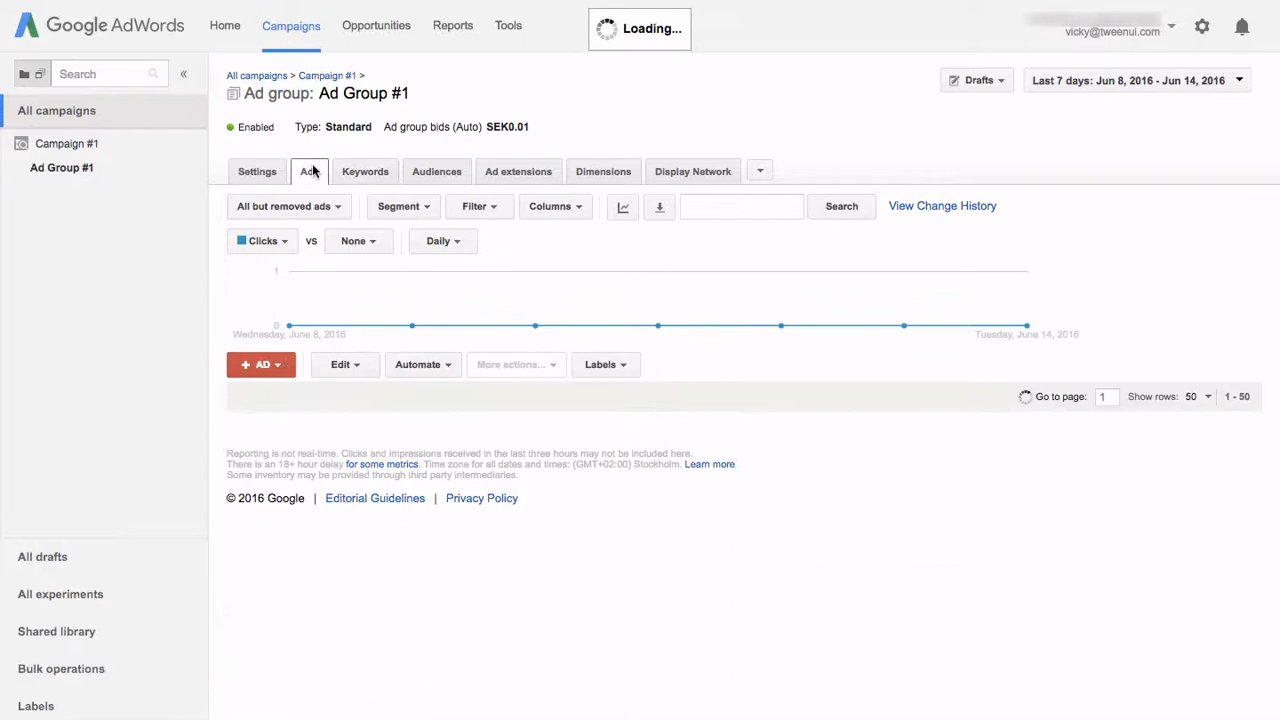 Google AdWords
Home Campaigns Opportunities Reports Tools
Loading...
vicky@tweenui.com
Search
«
All campaigns
Campaign #1
Ad Group #1
All drafts
All experiments
Shared library
Bulk operations
Labels
All campaigns > Campaign #1 >
Ad group: Ad Group #1
Drafts
Last 7 days: Jun 8, 2016 - Jun 14, 2016
Enabled Type: Standard Ad group bids (Auto) SEK0.01
Settings Keywords Audiences Ad extensions Dimensions Display Network
All but removed ads Segment Filter Columns Search View Change History
Clicks vs None Daily
1
0
Wednesday, June 8, 2016 Tuesday, June 14, 2016
+ AD Edit Automate More actions... Labels
Go to page: 1 Show rows: 50 1 - 50
Reporting is not real-time. Clicks and impressions received in the last three hours may not be included here.
There is an 18+ hour delay for some metrics. Time zone for all dates and times: (GMT+02:00) Stockholm. Learn more
Some inventory may be provided through third party intermediaries.
© 2016 Google | Editorial Guidelines | Privacy Policy